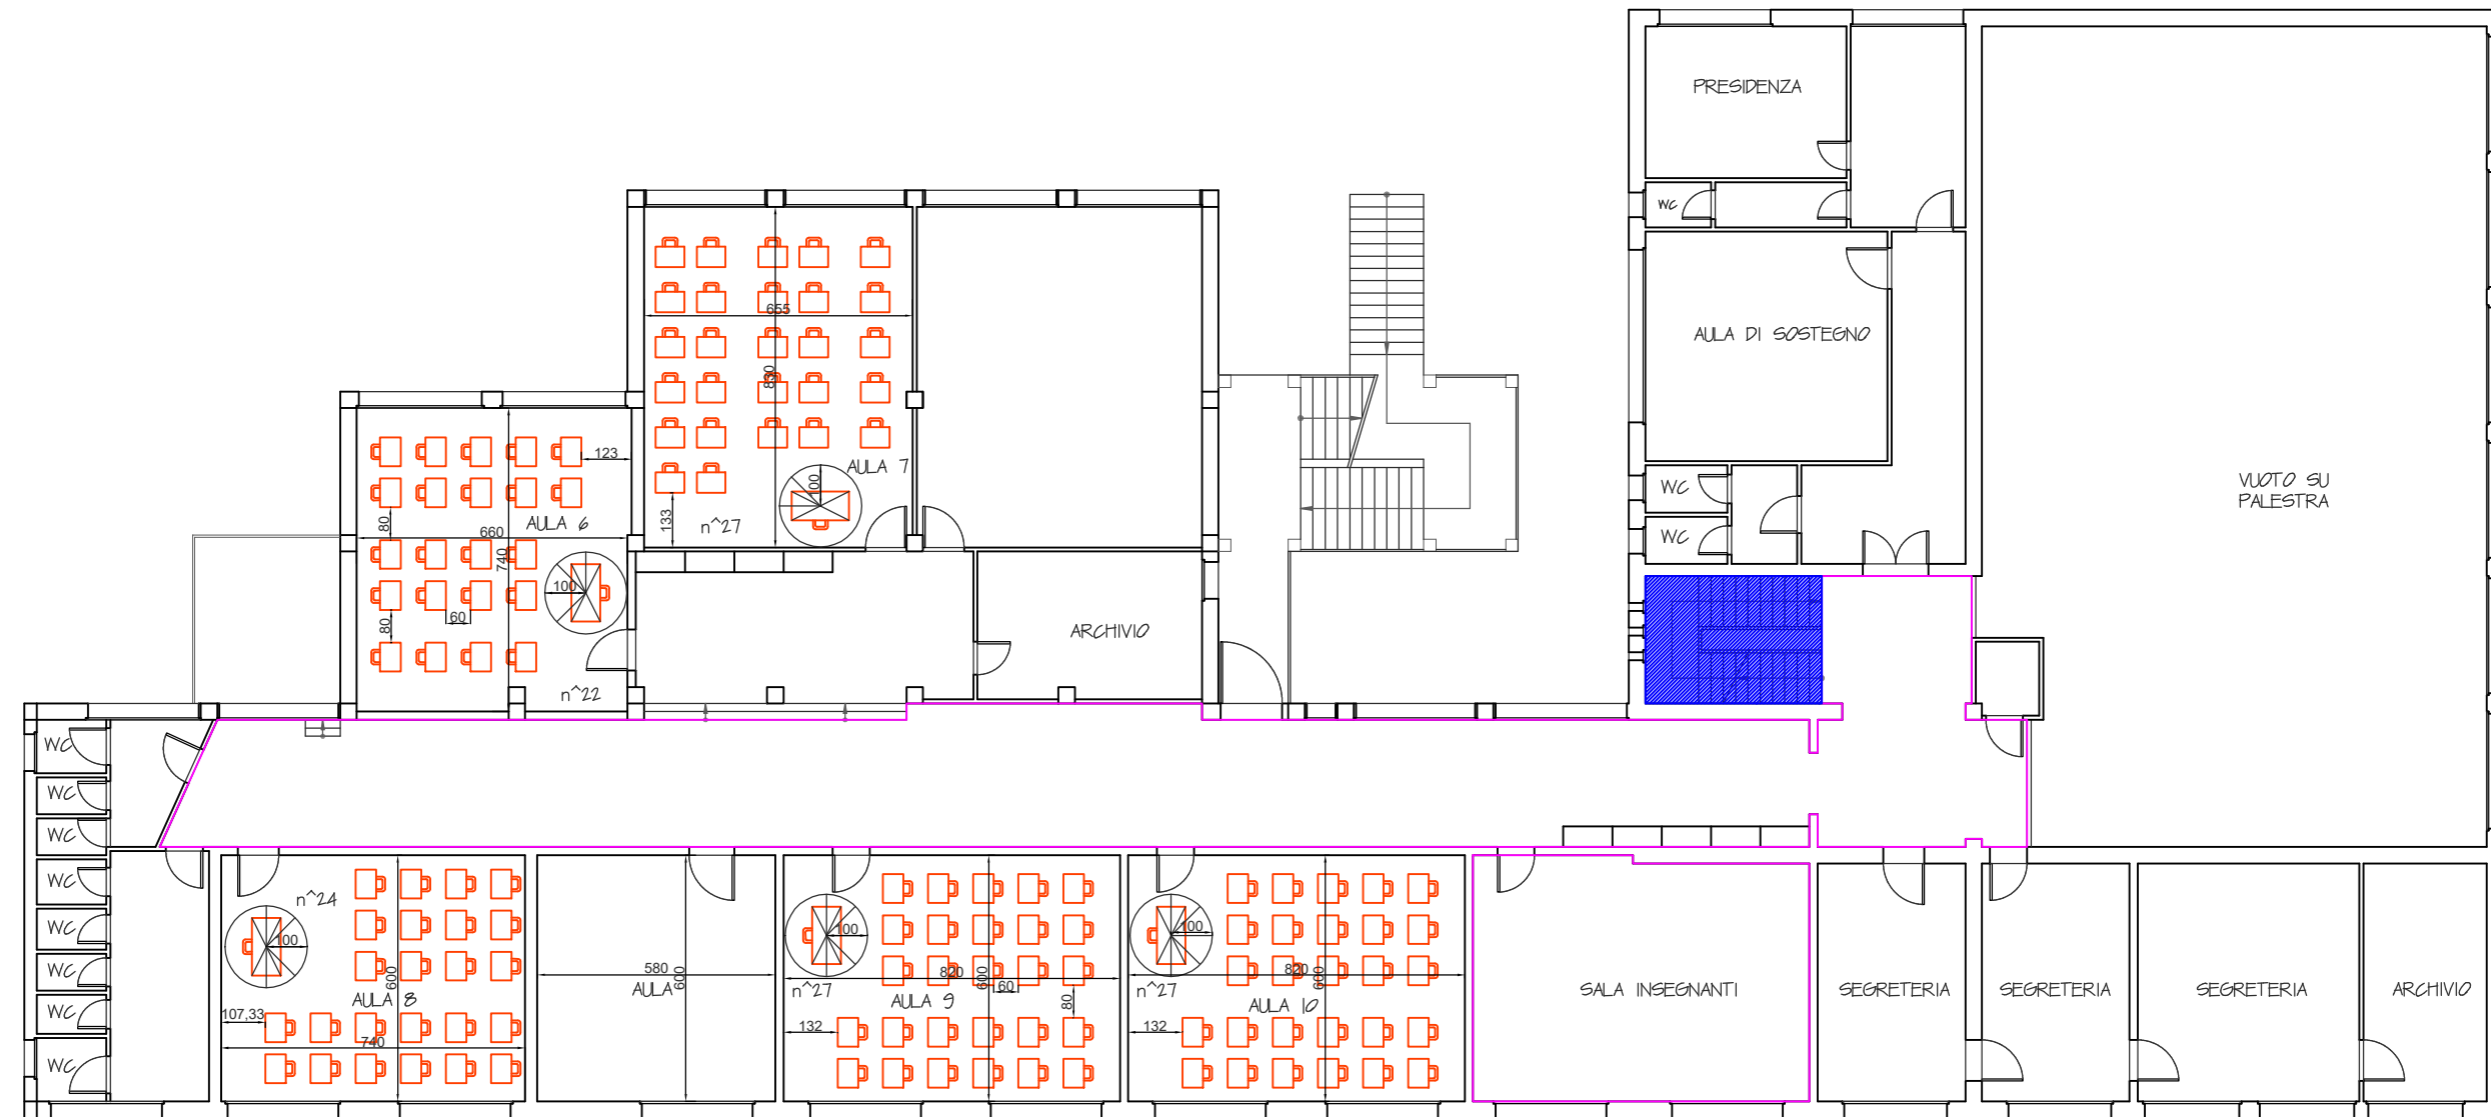 PRESIDENZA
WC
AULA DI SOSTEGNO
WC
WC
VUOTO SU
PALESTRA
655
830
AULA 7
100
133
n^27
123
80
AULA 6
660
740
100
60
80
n^22
ARCHIVIO
WC
WC
WC
WC
WC
WC
WC
WC
n^24
100
600
AULA 8
107,33
740
580
600
AULA
100
820
600
60
n^27
AULA 9
80
132
100
820
600
n^27
AULA 10
132
SALA INSEGNANTI
SEGRETERIA
SEGRETERIA
SEGRETERIA
ARCHIVIO